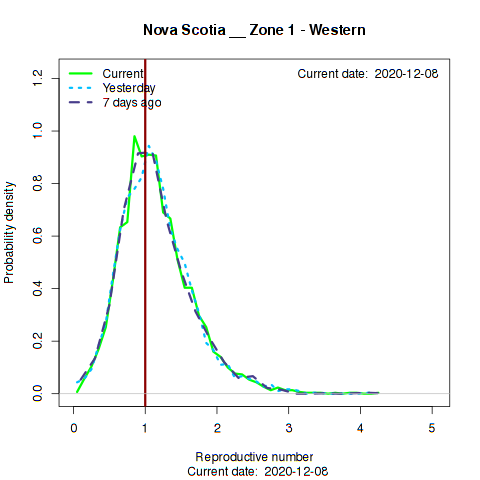 Nova Scotia __ Zone 1 - Western
Current
Yesterday
7 days ago
Current date: 2020-12-08
Probability density
0.0 0.2 0.4 0.6 0.8 1.0 1.2
0 1 2 3 4 5
Reproductive number
Current date: 2020-12-08